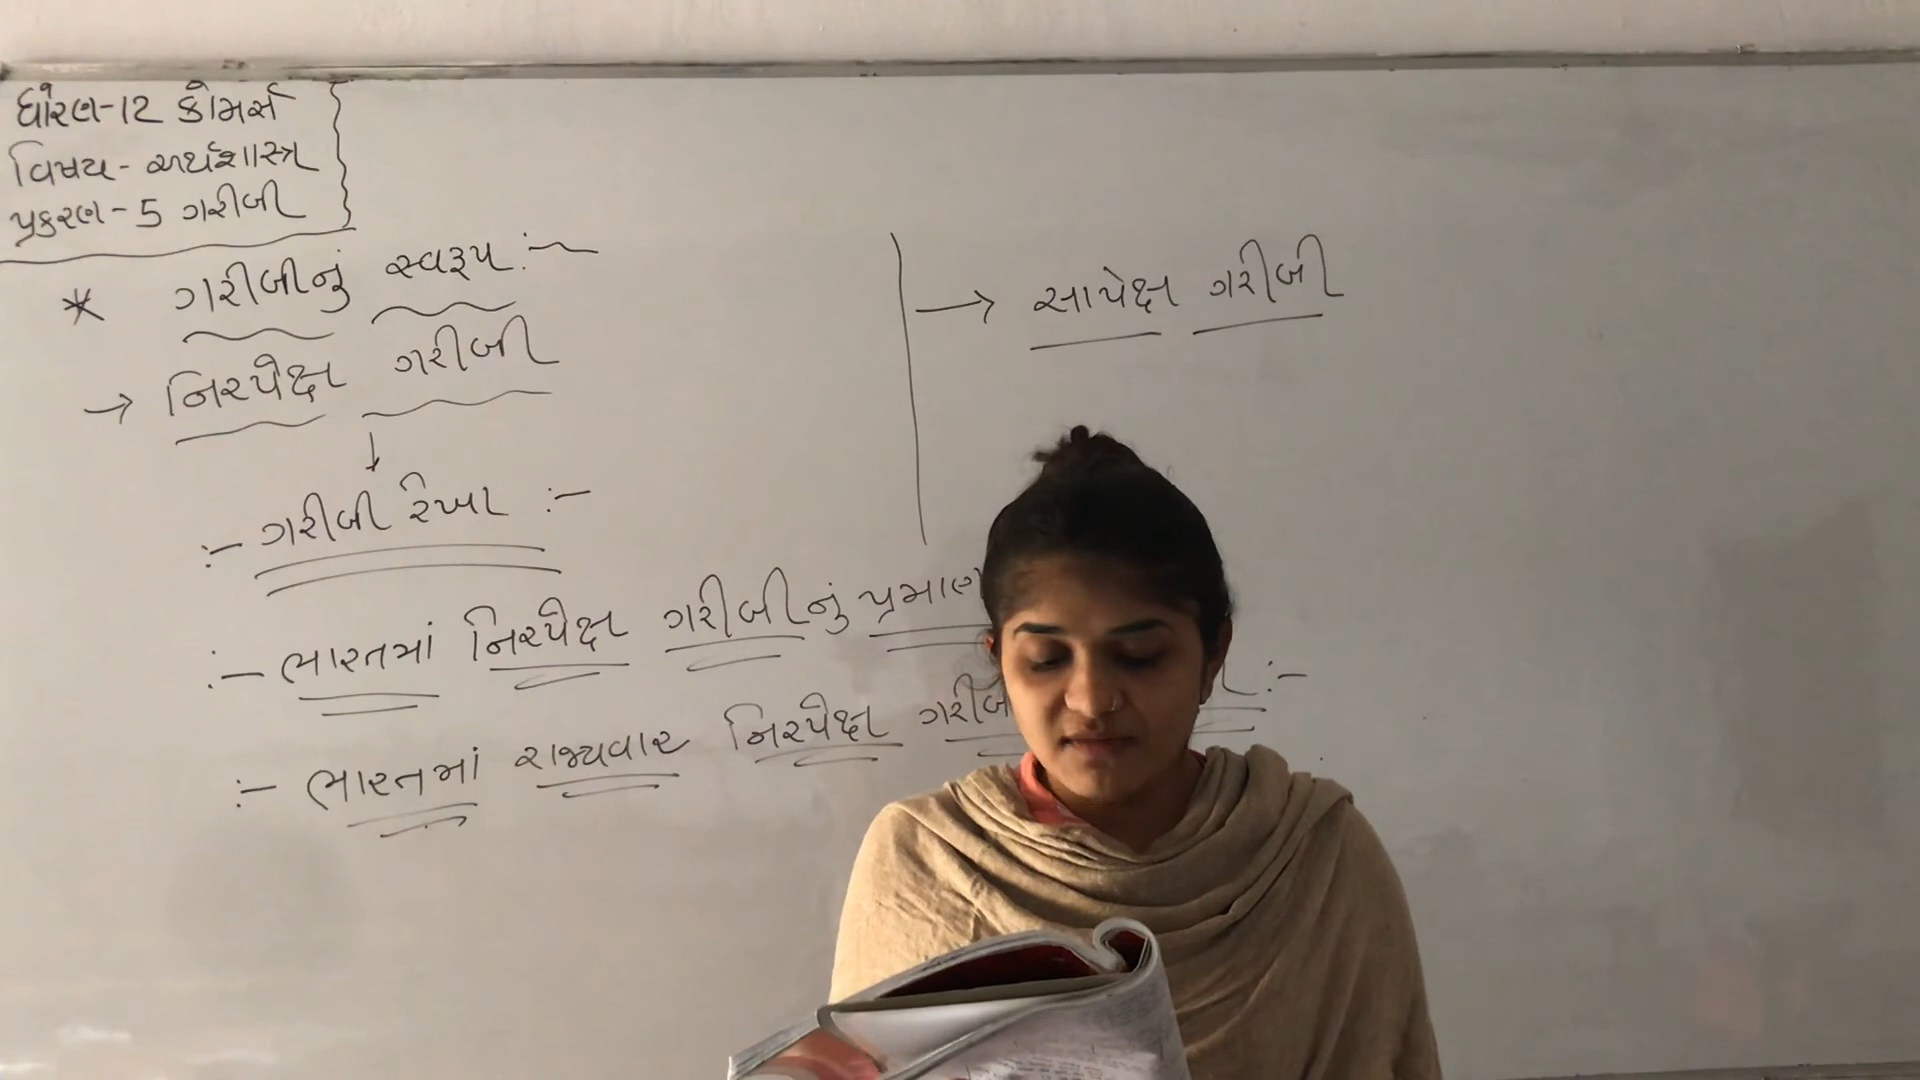 ધોરણ-12 કોમર્સ
વિષય - અર્થશાસ્ત્ર
પ્રકરણ - 5 ગરીબી
* ગરીબીનું સ્વરૂપ :-
→ નિરપેક્ષ ગરીબી
↓
:- ગરીબી રેખા :-
:- ભારતમાં નિરપેક્ષ ગરીબીનું પ્રમાણ
:- ભારતમાં રાજ્યવાર નિરપેક્ષ :-
→ સાપેક્ષ ગરીબી